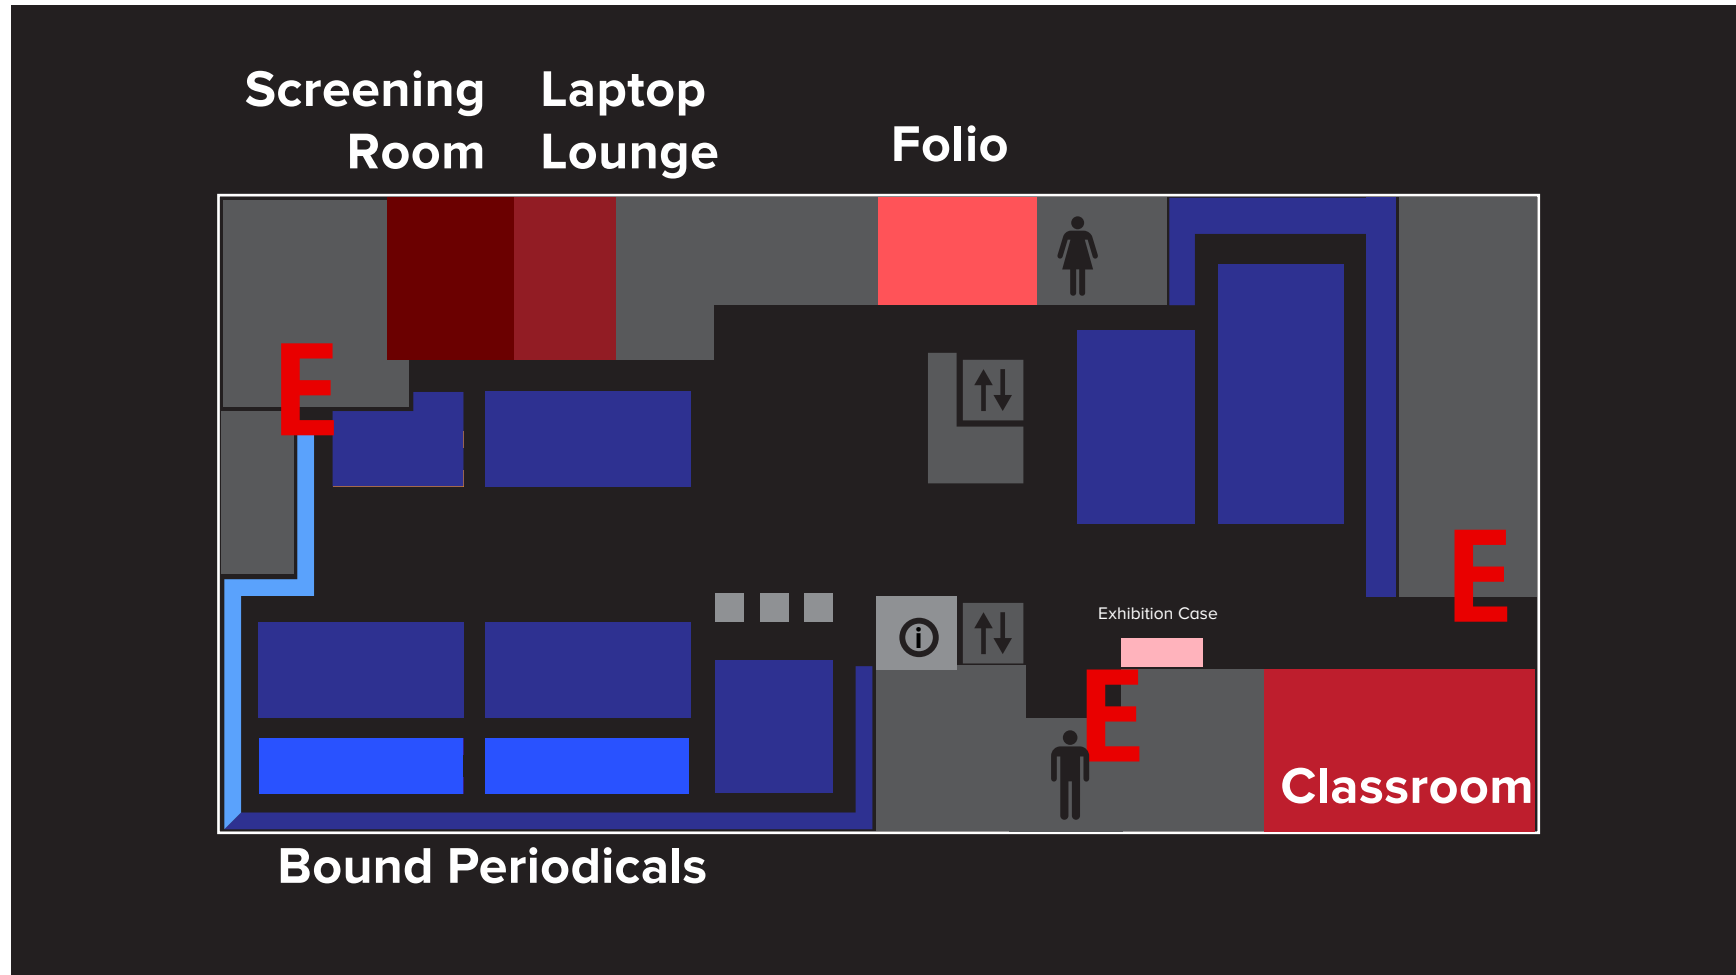 Screening
Room
Laptop
Lounge
Folio
E
E
Exhibition Case
i
E
Classroom
Bound Periodicals